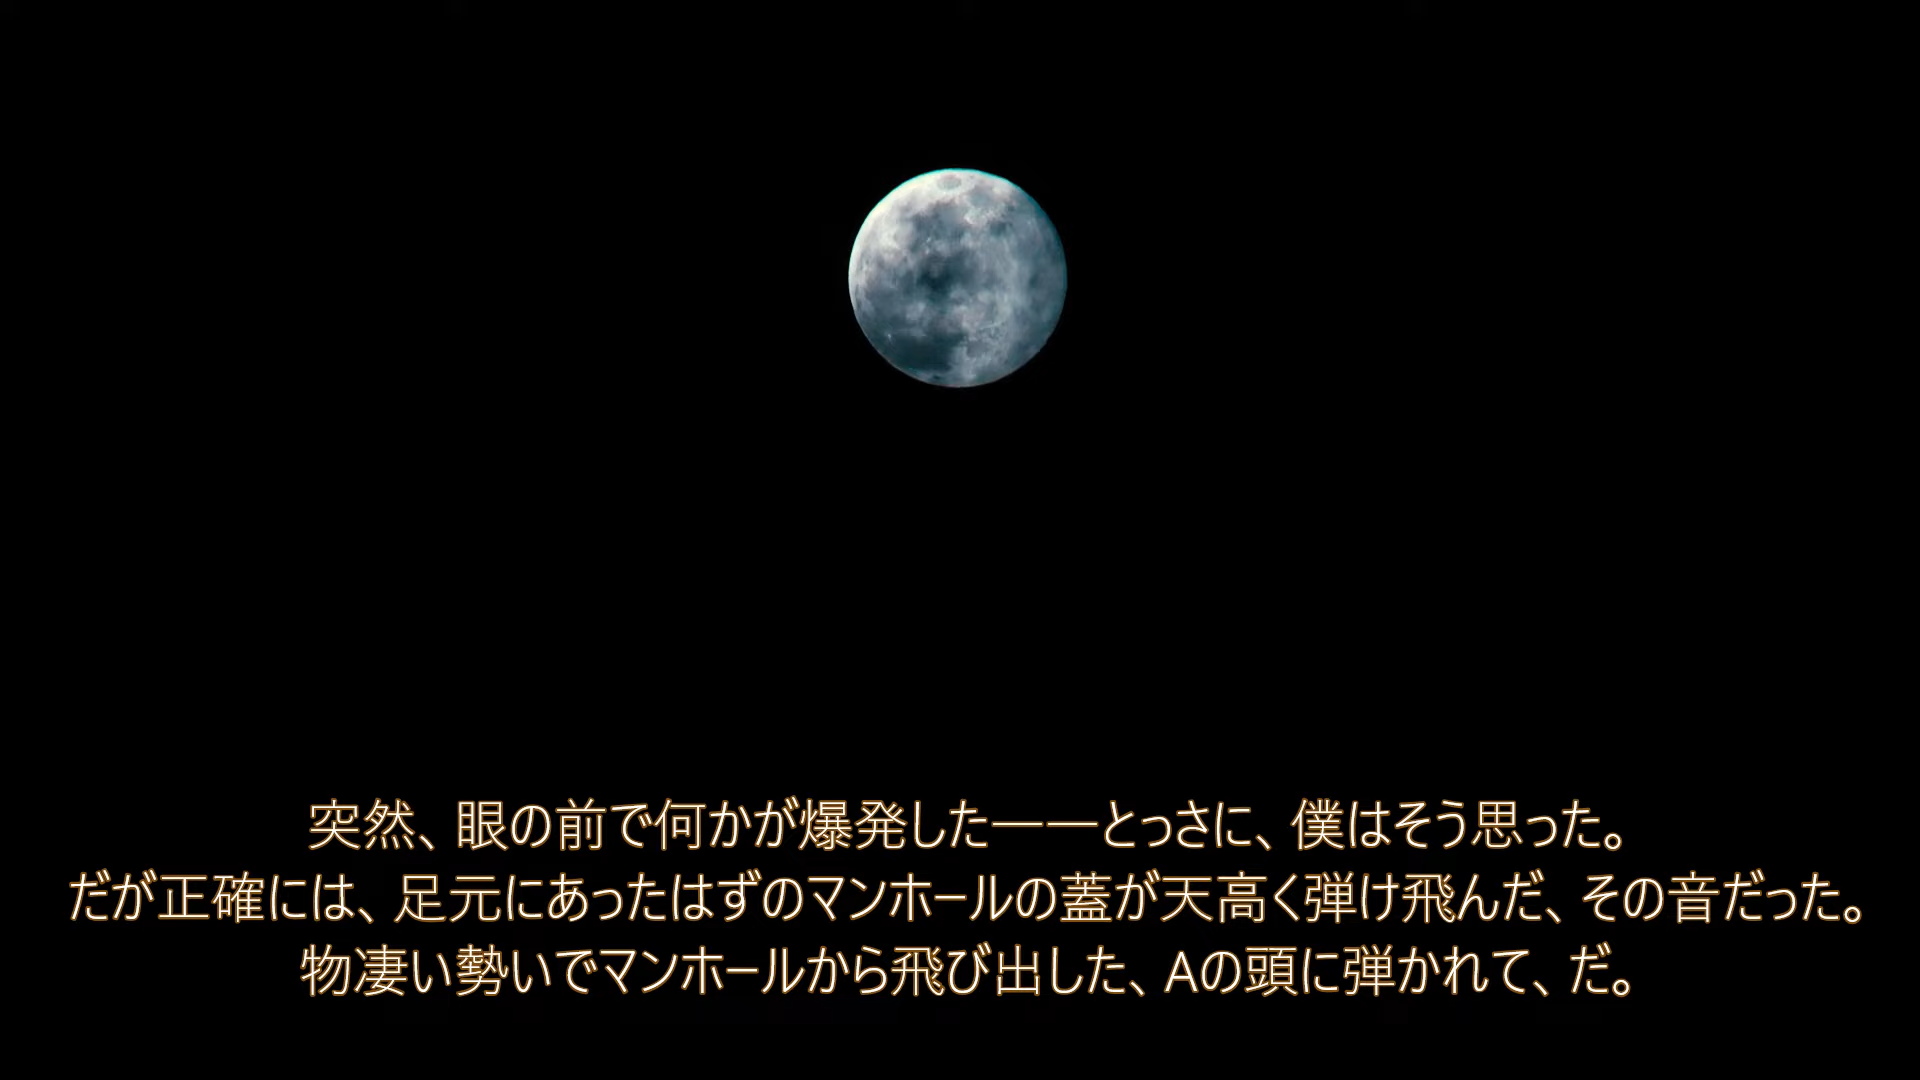 突然、眼の前で何かが爆発した――とっさに、僕はそう思った。
だが正確には、足元にあったはずのマンホールの蓋が天高く弾け飛んだ、その音だった。
物凄い勢いでマンホールから飛び出した、Aの頭に弾かれて、だ。